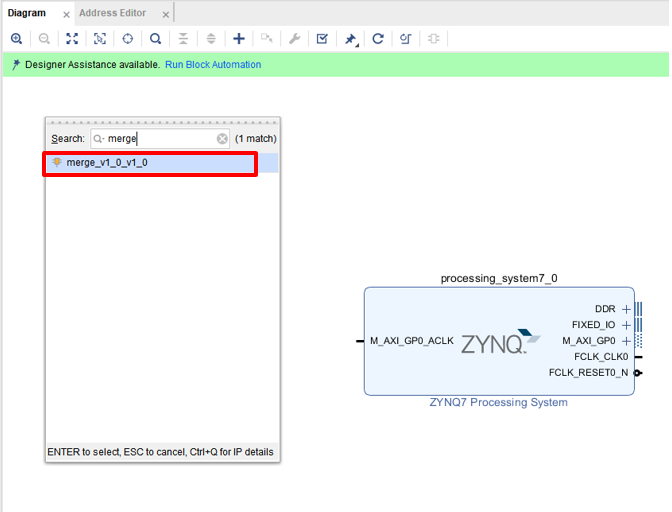 Diagram
Address Editor
Designer Assistance available. Run Block Automation
Search: merge (1 match)
merge_v1_0_v1_0
ENTER to select, ESC to cancel, Ctrl+Q for IP details
processing_system7_0
DDR
FIXED_IO
M_AXI_GP0_ACLK
ZYNQ
M_AXI_GP0
FCLK_CLK0
FCLK_RESET0_N
ZYNQ7 Processing System